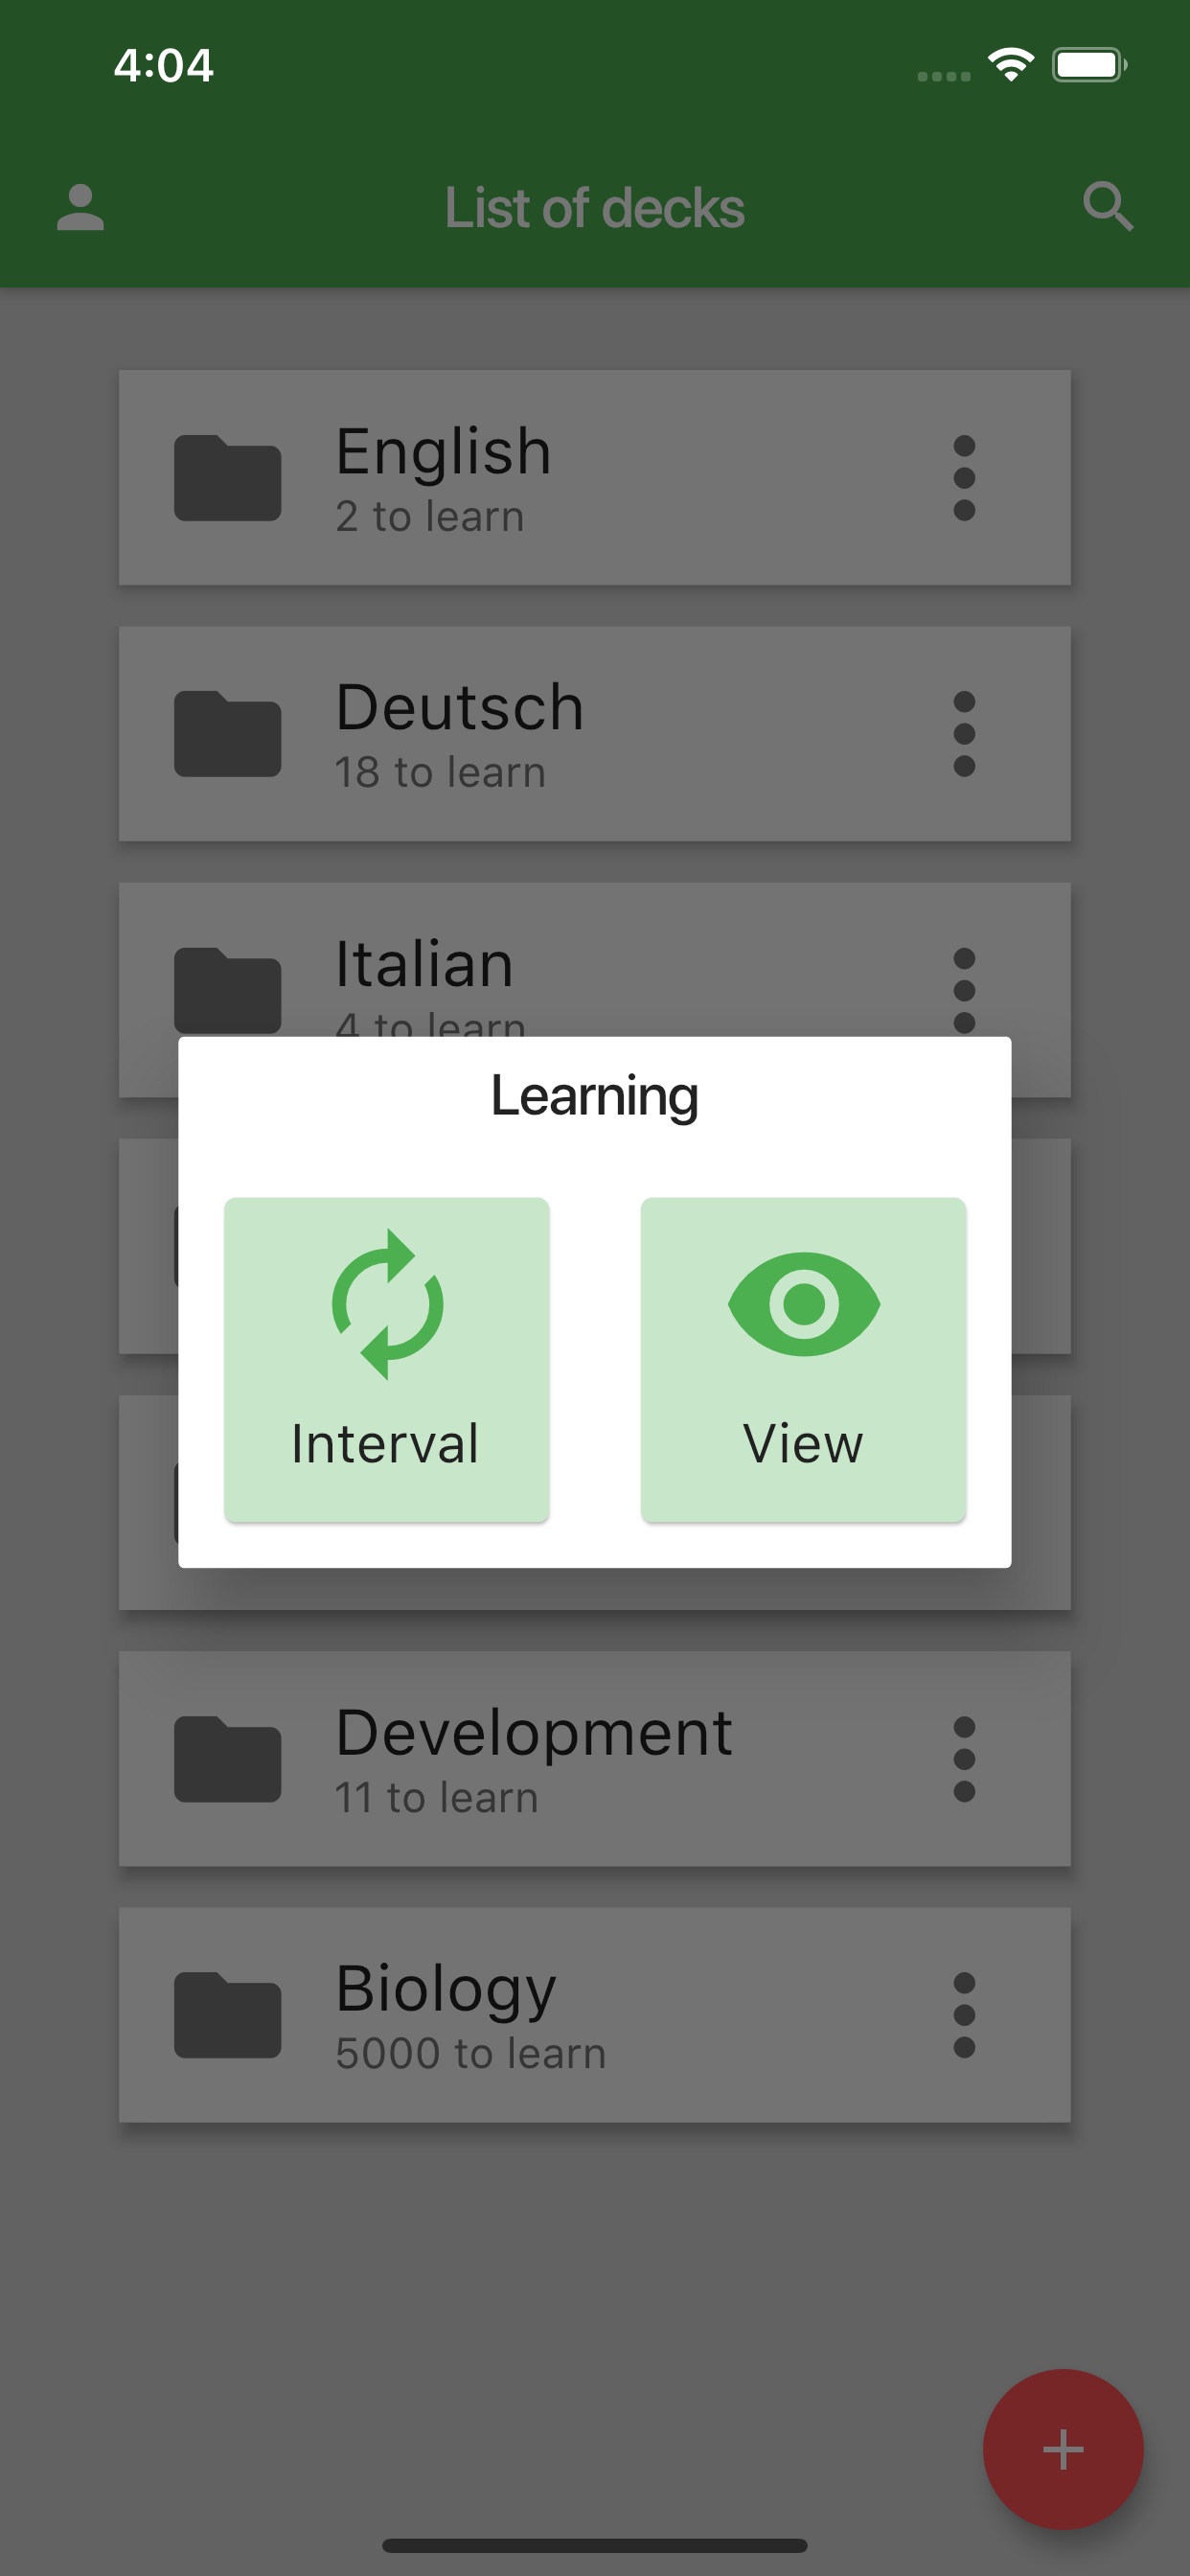 4:04
List of decks
English
2 to learn
Deutsch
18 to learn
Italian
4 to learn
Learning
Interval
View
Development
11 to learn
Biology
5000 to learn